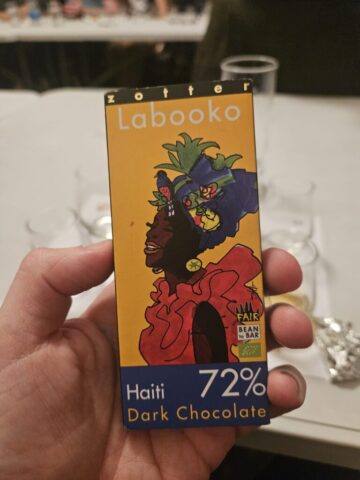 zotter
Labooko
FAIR
BEAN
to BAR
Haiti 72%
Dark Chocolate